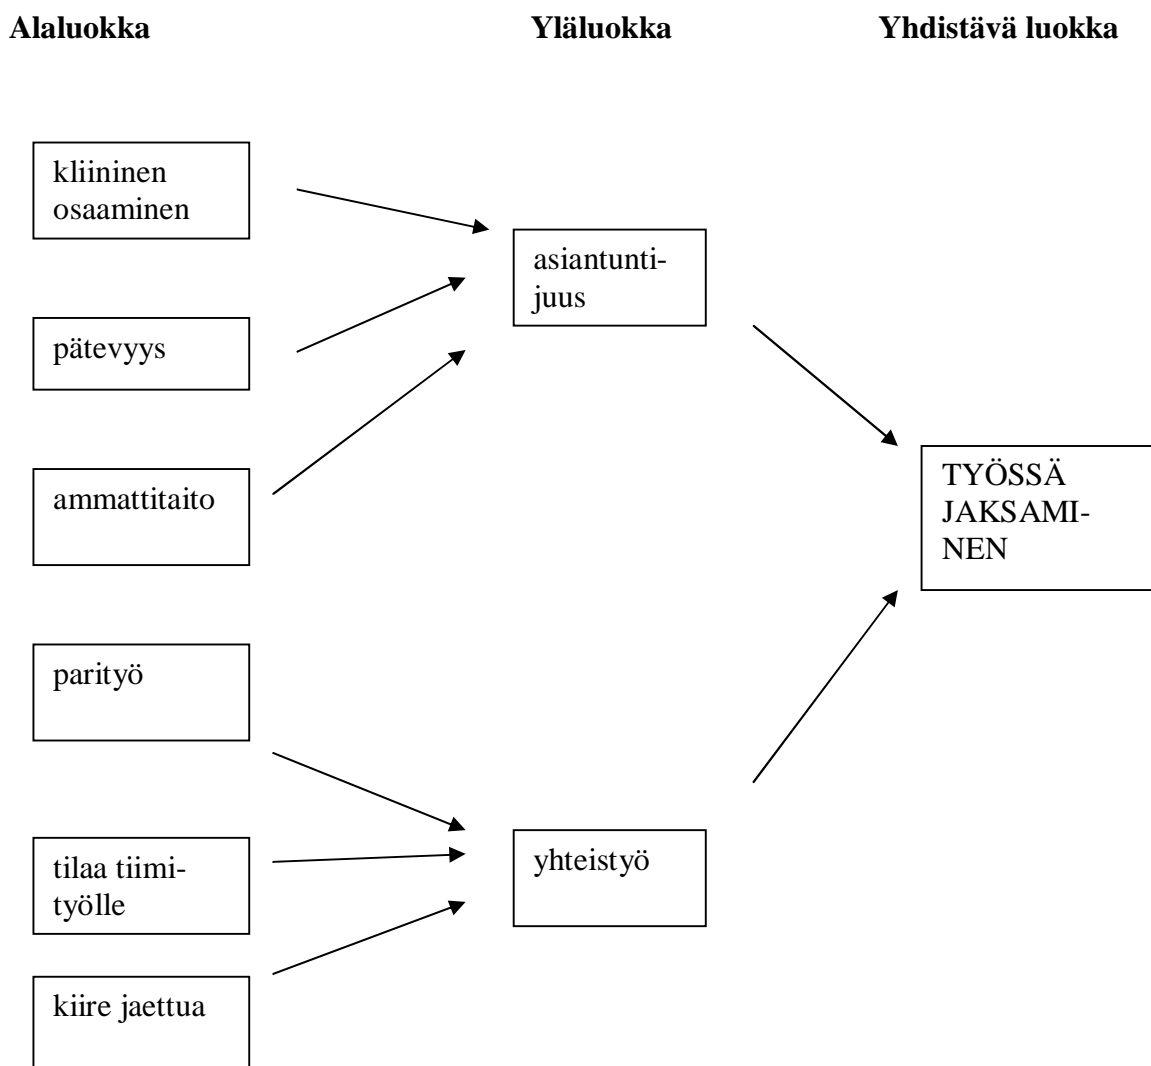 Alaluokka Yläluokka Yhdistävä luokka
kliininen
osaaminen
asiantunti-
juus
pätevyys
ammattitaito
TYÖSSÄ
JAKSAMI-
NEN
parityö
tilaa tiimi-
työlle
yhteistyö
kiire jaettua